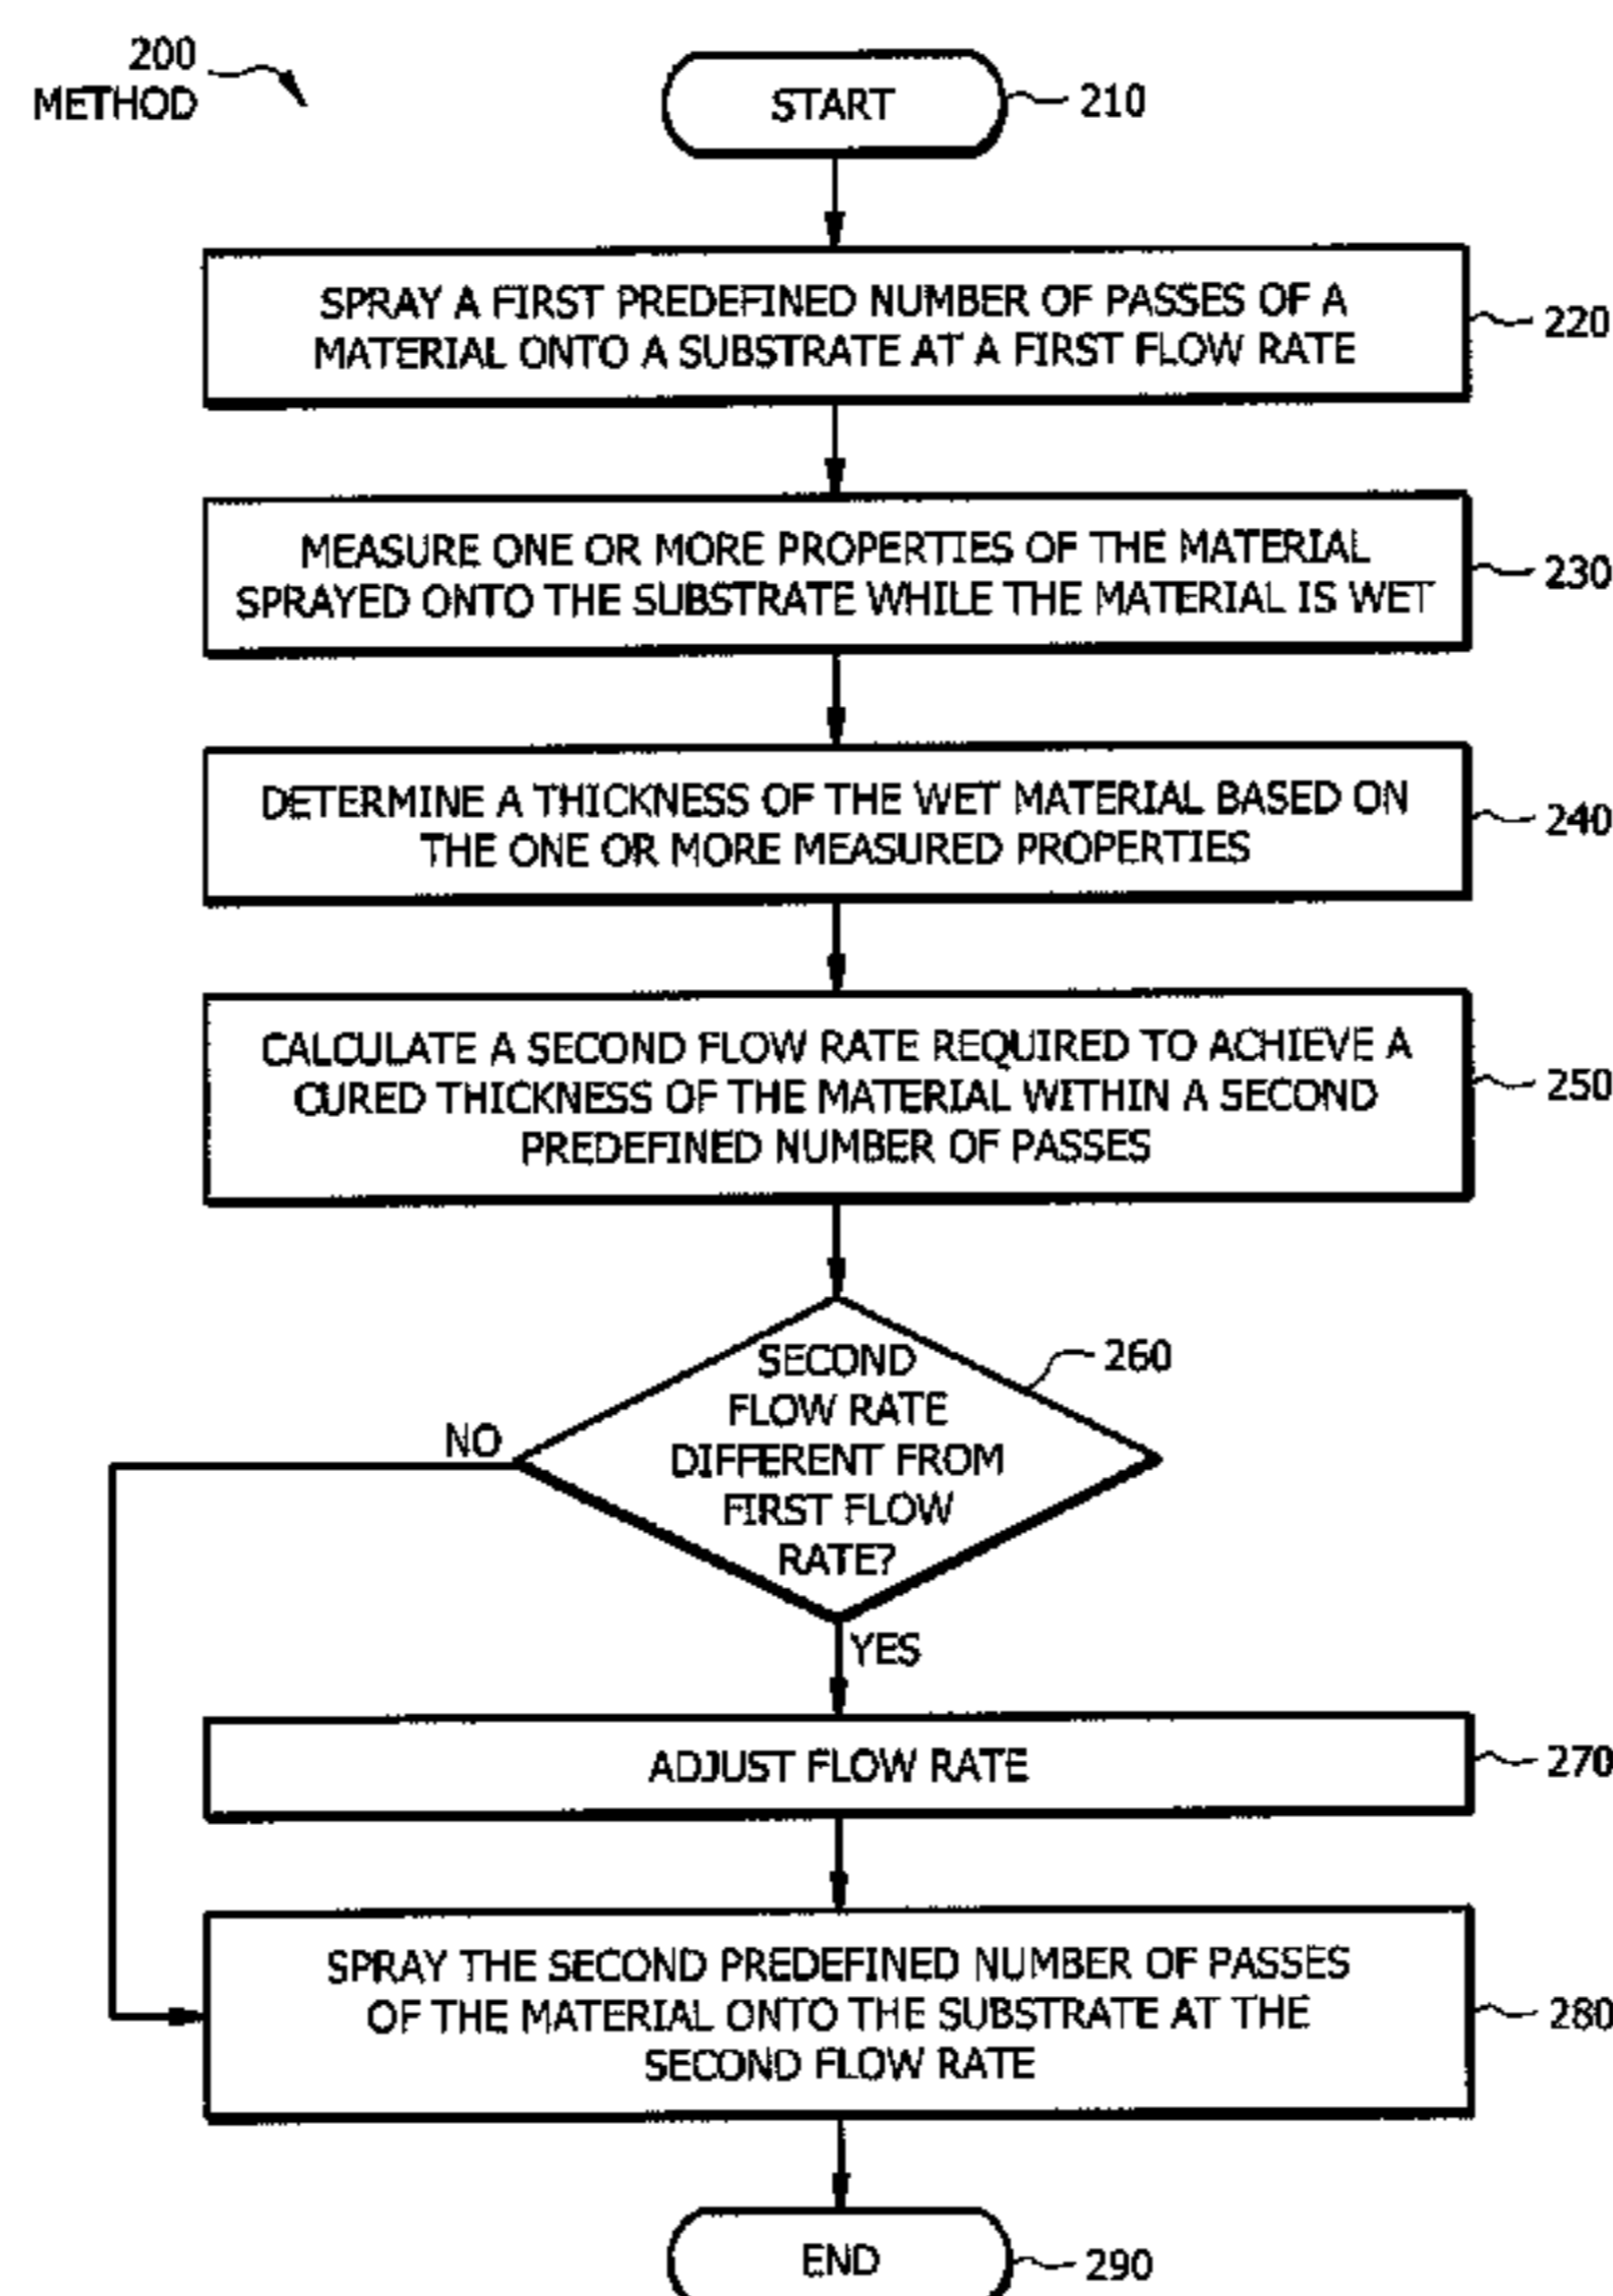 200
METHOD
START
210
SPRAY A FIRST PREDEFINED NUMBER OF PASSES OF A
MATERIAL ONTO A SUBSTRATE AT A FIRST FLOW RATE
220
MEASURE ONE OR MORE PROPERTIES OF THE MATERIAL
SPRAYED ONTO THE SUBSTRATE WHILE THE MATERIAL IS WET
230
DETERMINE A THICKNESS OF THE WET MATERIAL BASED ON
THE ONE OR MORE MEASURED PROPERTIES
240
CALCULATE A SECOND FLOW RATE REQUIRED TO ACHIEVE A
CURED THICKNESS OF THE MATERIAL WITHIN A SECOND
PREDEFINED NUMBER OF PASSES
250
SECOND
FLOW RATE
DIFFERENT FROM
FIRST FLOW
RATE?
260
NO
YES
ADJUST FLOW RATE
270
SPRAY THE SECOND PREDEFINED NUMBER OF PASSES
OF THE MATERIAL ONTO THE SUBSTRATE AT THE
SECOND FLOW RATE
280
END
290